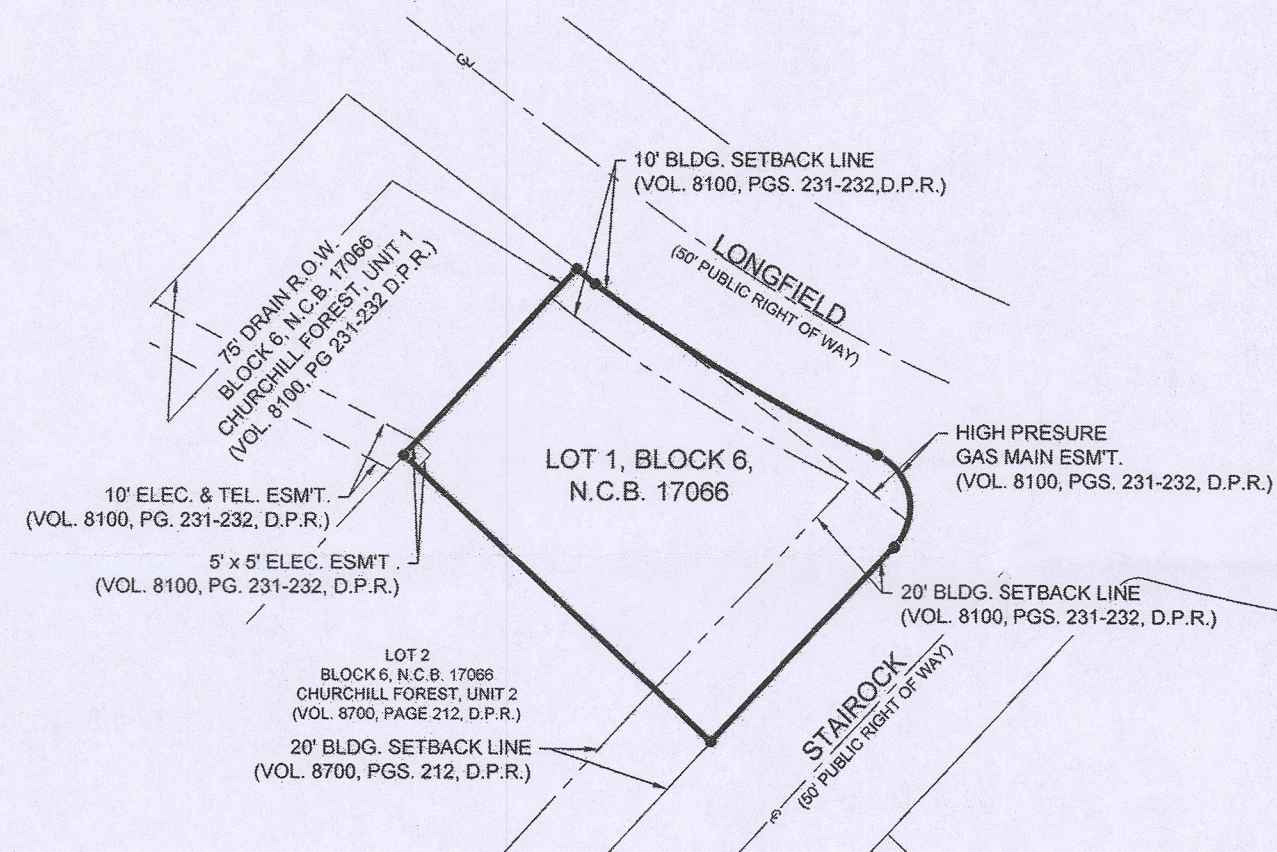 10' BLDG. SETBACK LINE
(VOL. 8100, PGS. 231-232,D.P.R.)
LONGFIELD
(50' PUBLIC RIGHT OF WAY)
75' DRAIN R.O.W.
BLOCK 6, N.C.B. 17066
CHURCHILL FOREST, UNIT 1
(VOL. 8100, PG 231-232 D.P.R.)
HIGH PRESURE
GAS MAIN ESM'T.
(VOL. 8100, PGS. 231-232, D.P.R.)
LOT 1, BLOCK 6,
N.C.B. 17066
10' ELEC. & TEL. ESM'T.
(VOL. 8100, PG. 231-232, D.P.R.)
5' x 5' ELEC. ESM'T .
(VOL. 8100, PG. 231-232, D.P.R.)
20' BLDG. SETBACK LINE
(VOL. 8100, PGS. 231-232, D.P.R.)
LOT 2
BLOCK 6, N.C.B. 17066
CHURCHILL FOREST, UNIT 2
(VOL. 8700, PAGE 212, D.P.R.)
20' BLDG. SETBACK LINE
(VOL. 8700, PGS. 212, D.P.R.)
STAIROCK
(50' PUBLIC RIGHT OF WAY)